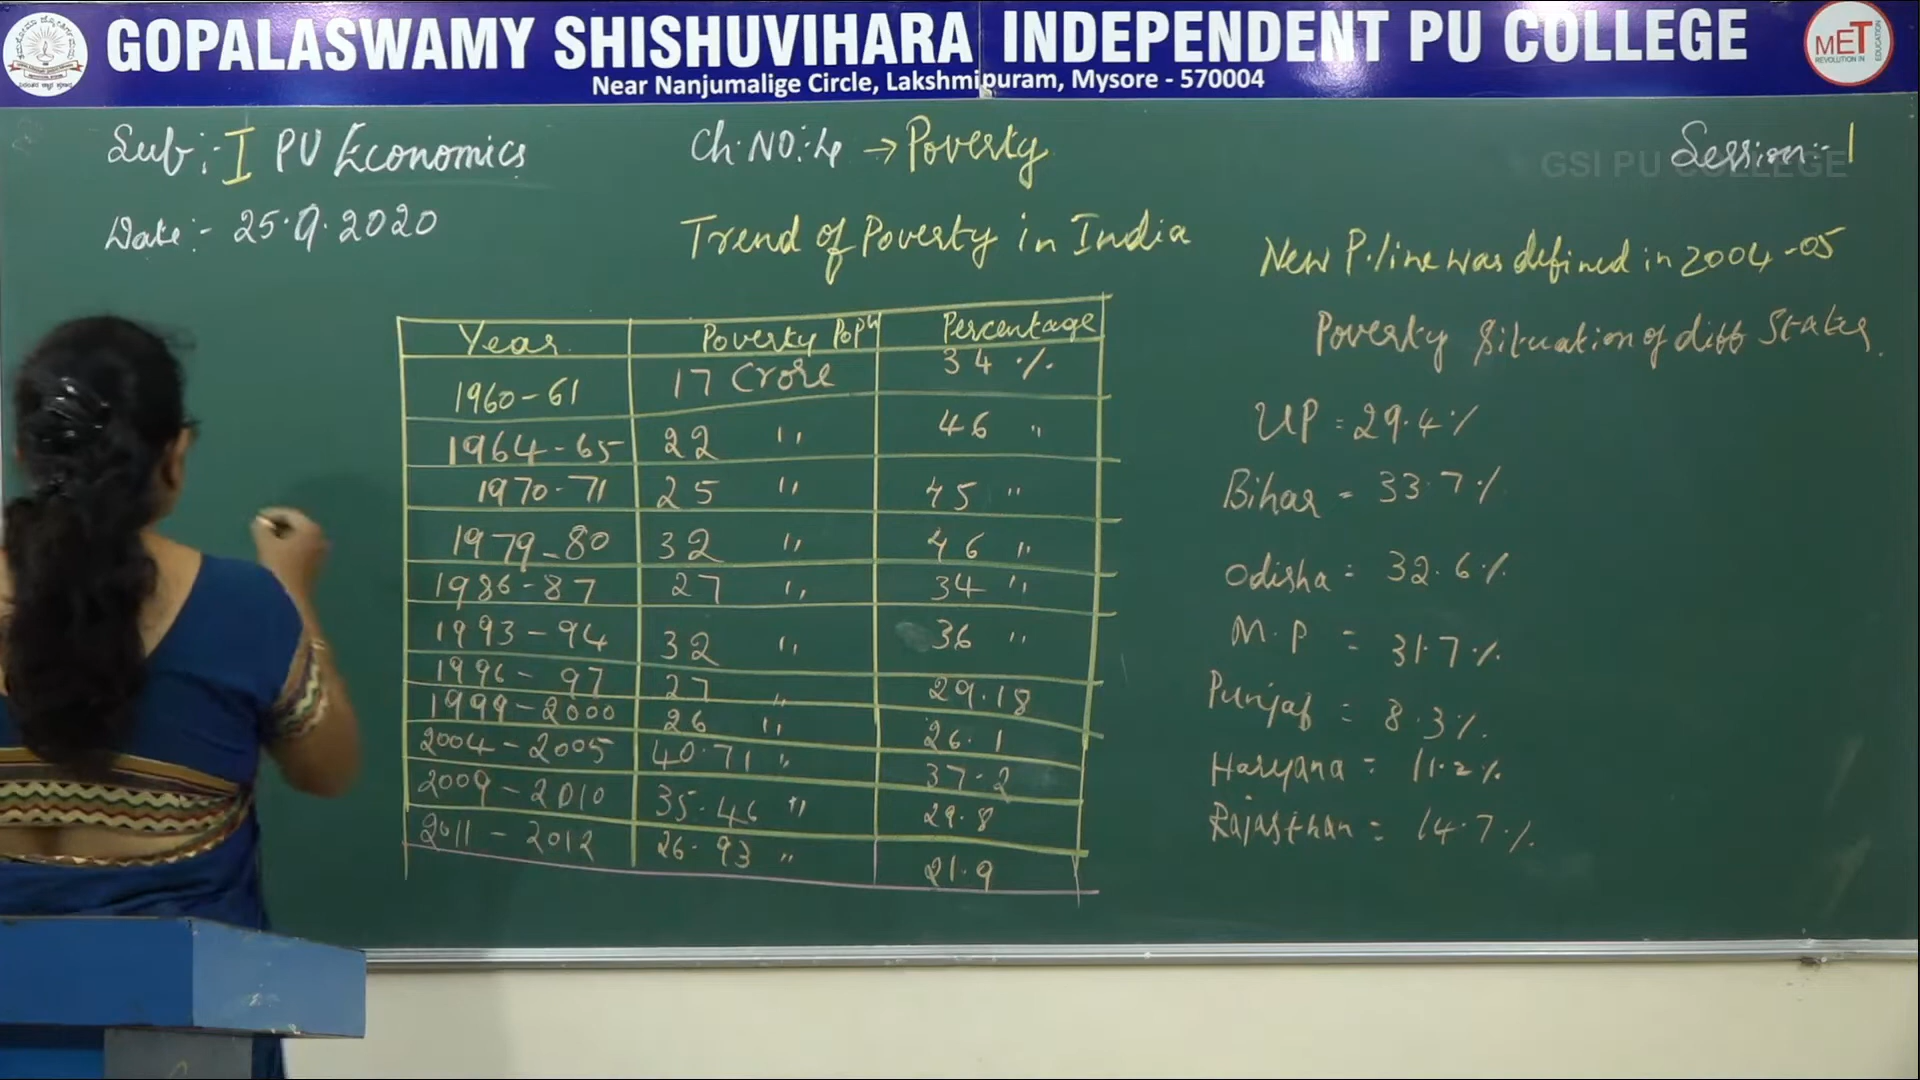 GOPALASWAMY SHISHUVIHARA INDEPENDENT PU COLLEGE
Near Nanjumalige Circle, Lakshmipuram, Mysore - 570004
MET
REVOLUTION IN EDUCATION
Sub:- I PU Economics
Ch.NO:-4 → Poverty
Session:- 1
GSI PU COLLEGE
Date:- 25.9.2020
Trend of Poverty in India
Year Poverty Popn Percentage
1960-61 17 Crore 34 %
1964-65 22 " 46 "
1970-71 25 " 45 "
1979-80 32 " 46 "
1986-87 27 " 34 "
1993-94 32 " 36 "
1996-97 27 " 29.18
1999-2000 26 " 26.1
2004-2005 40.71 " 37.2
2009-2010 35.46 " 29.8
2011-2012 26.93 " 21.9
New P.line was defined in 2004-05
Poverty Situation of diff States.
UP = 29.4%
Bihar = 33.7%
Odisha = 32.6%
M.P = 31.7%
Punjab = 8.3%
Haryana = 11.2%
Rajasthan = 14.7%